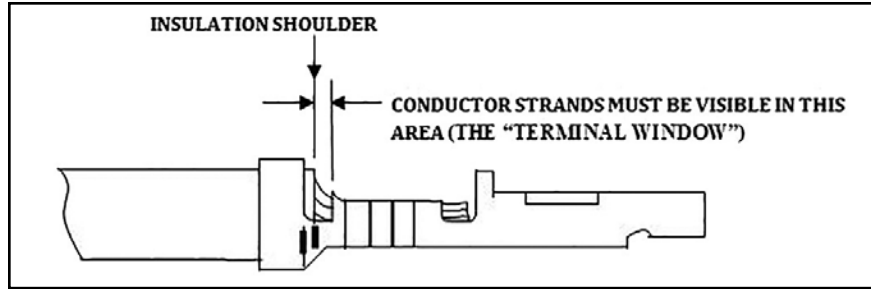 INSULATION SHOULDER
CONDUCTOR STRANDS MUST BE VISIBLE IN THIS
AREA (THE “TERMINAL WINDOW”)